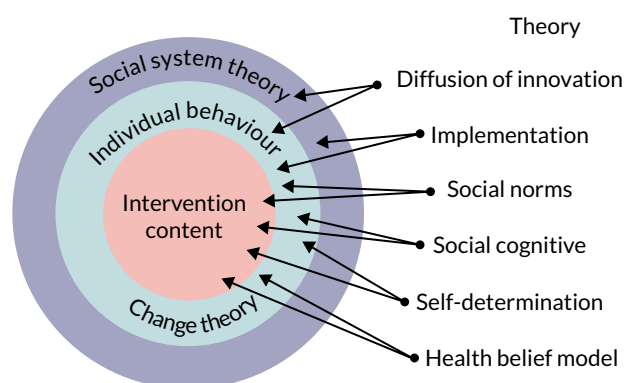 Theory
Social system theory
Diffusion of innovation
Individual behaviour
Implementation
Intervention
content
Social norms
Social cognitive
Change theory
Self-determination
Health belief model